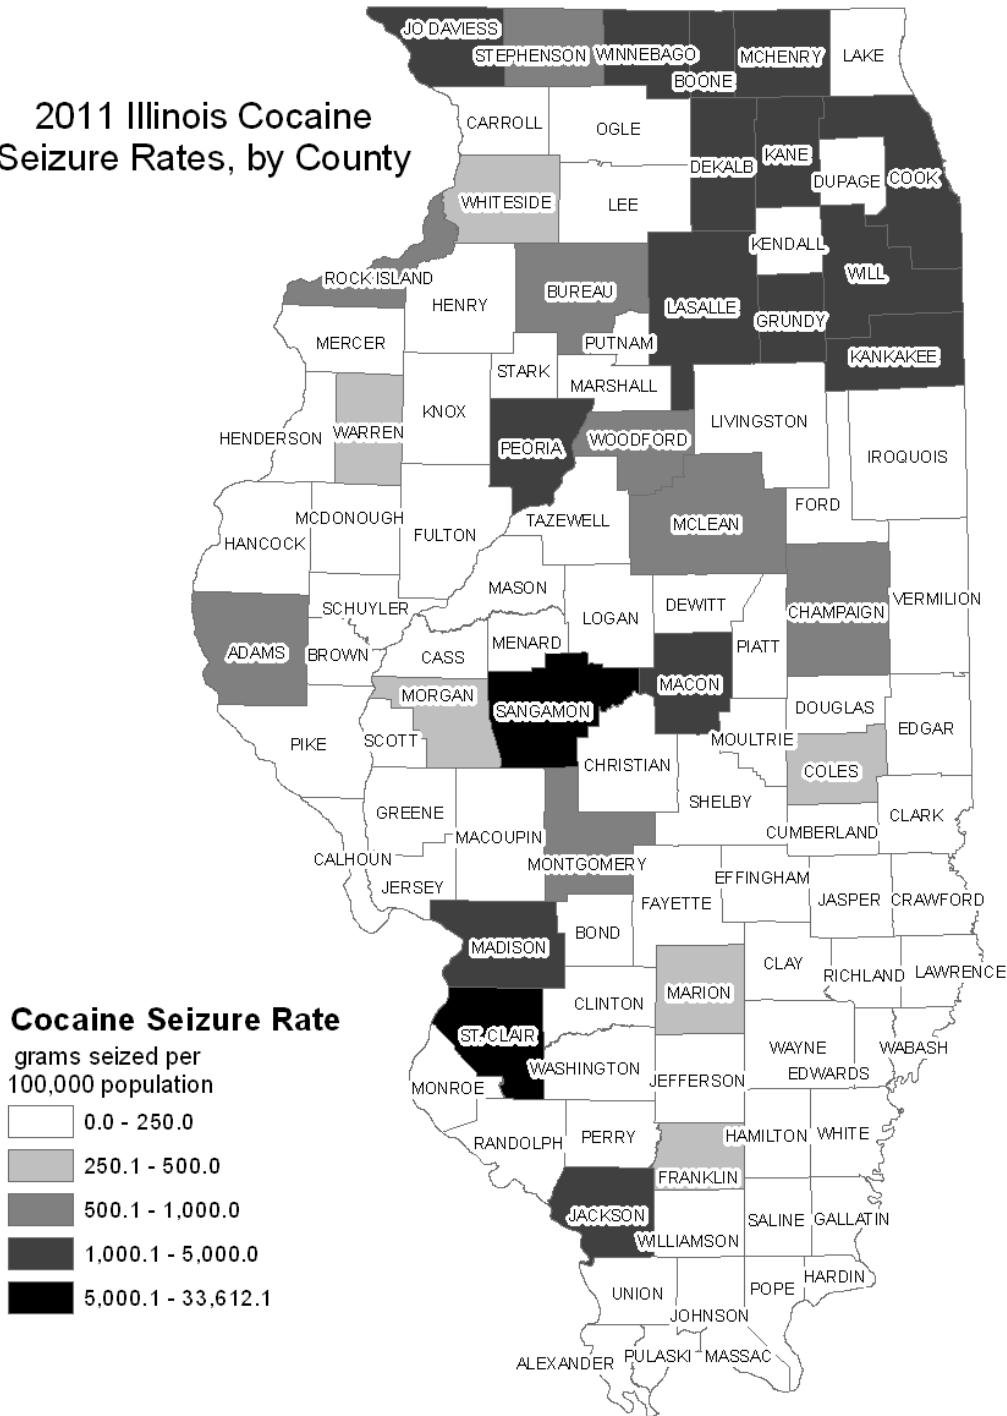 2011 Illinois Cocaine
Seizure Rates, by County
JO DAVIESS
STEPHENSON
WINNEBAGO
BOONE
MCHENRY
LAKE
CARROLL
OGLE
DEKALB
KANE
DUPAGE
COOK
WHITESIDE
LEE
KENDALL
WILL
ROCK ISLAND
HENRY
BUREAU
LASALLE
GRUNDY
MERCER
PUTNAM
KANKAKEE
STARK
MARSHALL
HENDERSON
WARREN
KNOX
PEORIA
WOODFORD
LIVINGSTON
IROQUOIS
HANCOCK
MCDONOUGH
FULTON
TAZEWELL
MCLEAN
FORD
MASON
SCHUYLER
LOGAN
DEWITT
CHAMPAIGN
VERMILION
ADAMS
BROWN
CASS
MENARD
PIATT
MORGAN
SANGAMON
MACON
DOUGLAS
EDGAR
PIKE
SCOTT
CHRISTIAN
MOULTRIE
COLES
SHELBY
GREENE
MACOUPIN
CUMBERLAND
CLARK
CALHOUN
JERSEY
MONTGOMERY
FAYETTE
EFFINGHAM
JASPER
CRAWFORD
MADISON
BOND
CLAY
RICHLAND
LAWRENCE
CLINTON
MARION
ST. CLAIR
WASHINGTON
WAYNE
WABASH
EDWARDS
MONROE
JEFFERSON
RANDOLPH
PERRY
HAMILTON
WHITE
FRANKLIN
JACKSON
WILLIAMSON
SALINE
GALLATIN
UNION
JOHNSON
POPE
HARDIN
ALEXANDER
PULASKI
MASSAC
Cocaine Seizure Rate
grams seized per
100,000 population
0.0 - 250.0
250.1 - 500.0
500.1 - 1,000.0
1,000.1 - 5,000.0
5,000.1 - 33,612.1